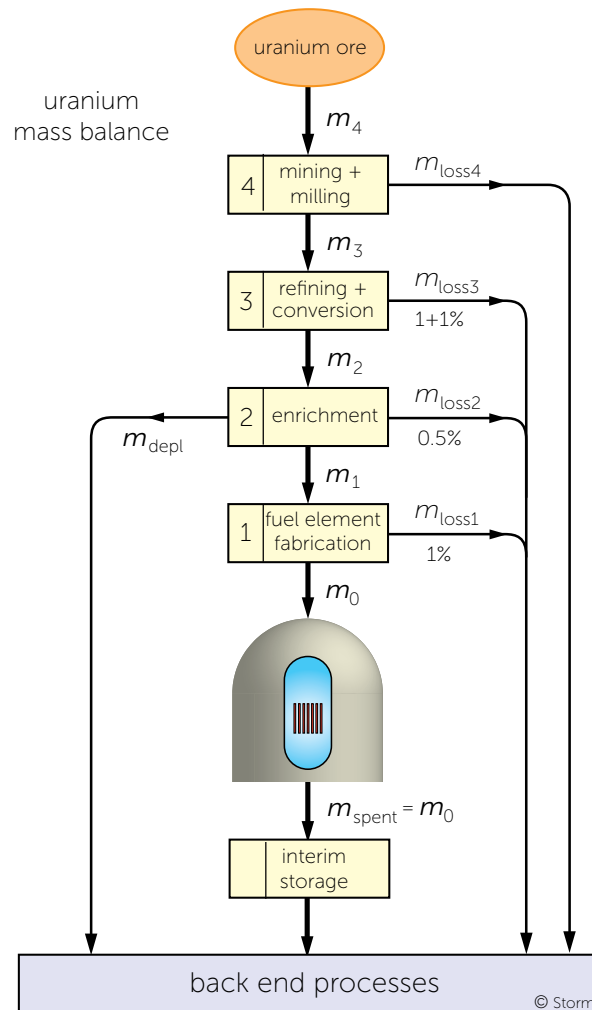 uranium ore
uranium
mass balance
m4
4
mining +
milling
mloss4
m3
3
refining +
conversion
mloss3
1+1%
m2
2
enrichment
mloss2
0.5%
mdepl
m1
1
fuel element
fabrication
mloss1
1%
m0
mspent = m0
interim
storage
back end processes
© Storm